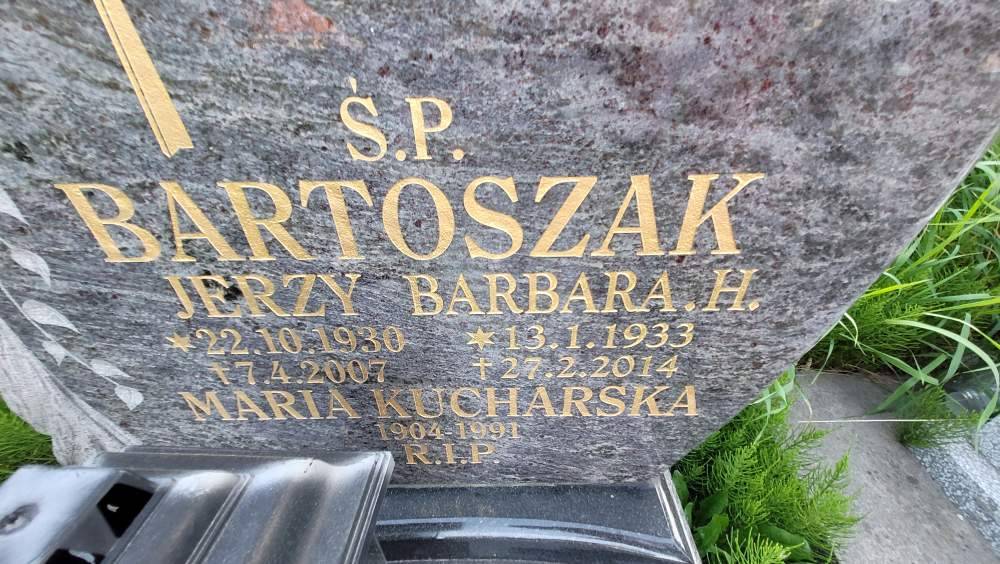 Ś.P.
BARTOSZAK
JERZY BARBARA.H.
*22.10.1930 *13.1.1933
†7.4.2007 †27.2.2014
MARIA KUCHARSKA
1904-1991
R.I.P.